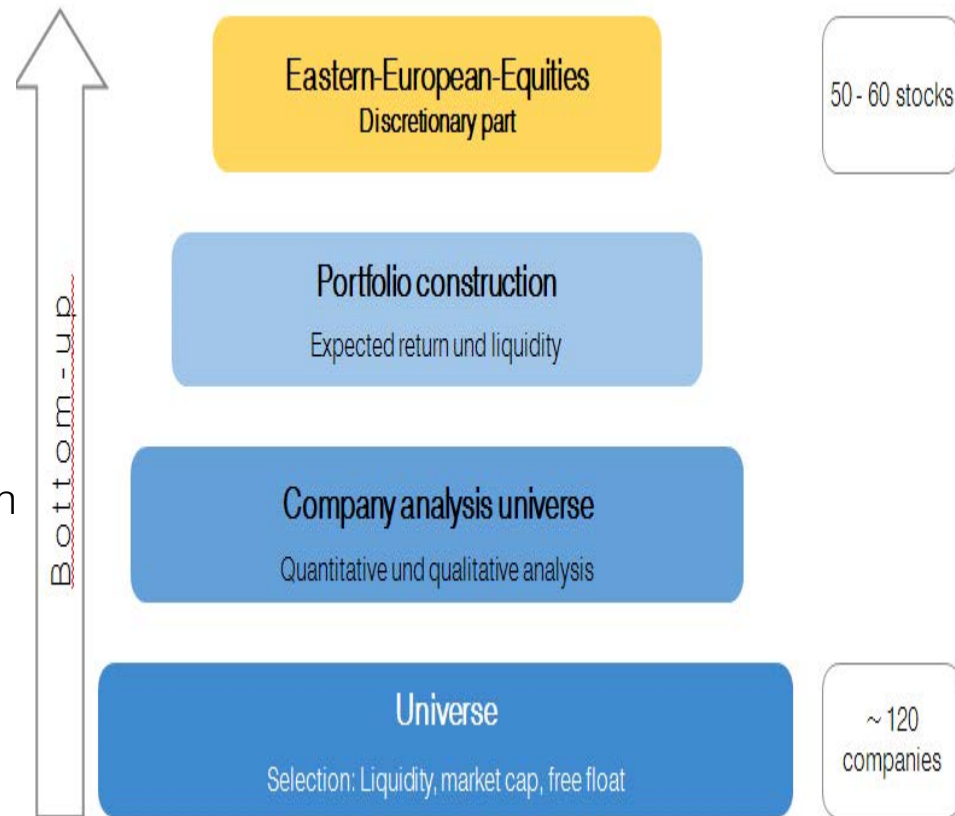 Eastern-European-Equities
Discretionary part
50 - 60 stocks
Portfolio construction
Expected return und liquidity
Bottom-up
n
Company analysis universe
Quantitative und qualitative analysis
Universe
Selection: Liquidity, market cap, free float
~ 120
companies